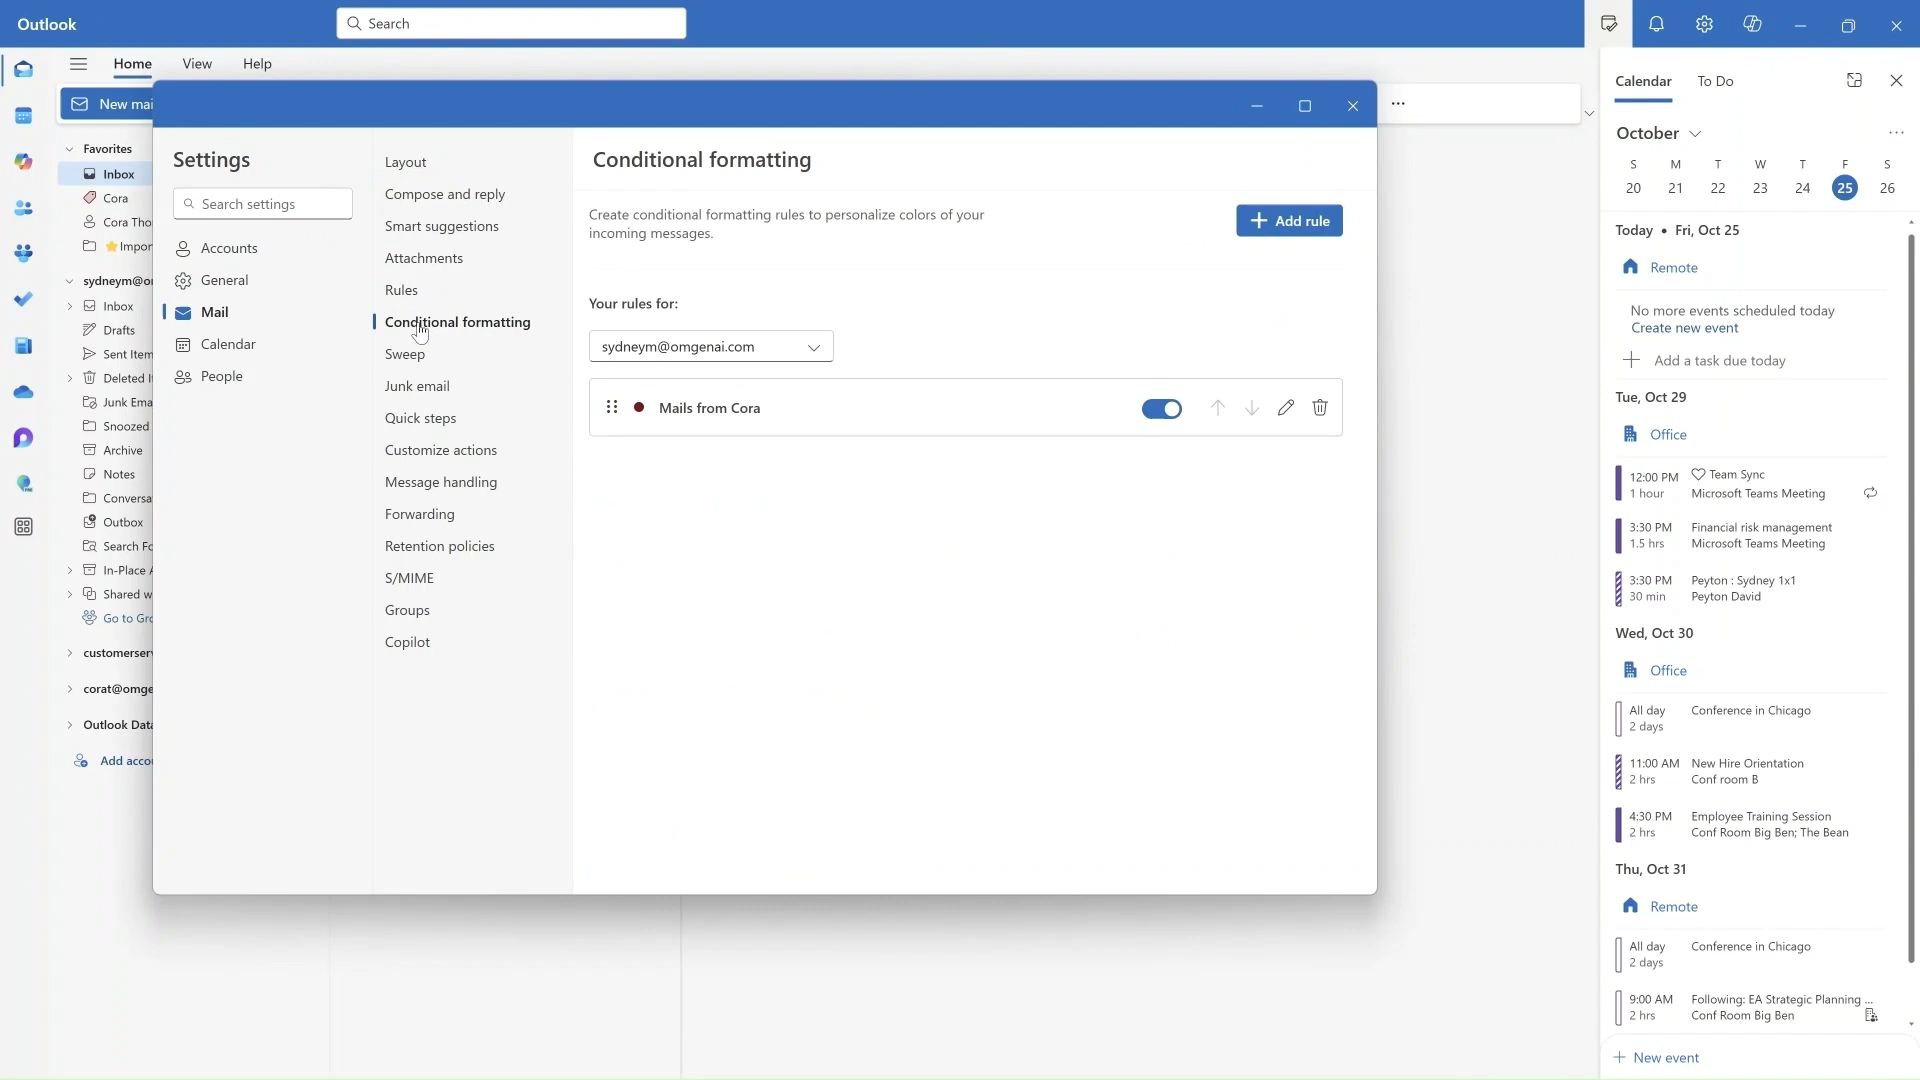 Outlook
Search
Home
View
Help
New mai
Favorites
Inbox
Cora
Cora Tho
Impor
sydneym@o
Inbox
Drafts
Sent Item
Deleted I
Junk Ema
Snoozed
Archive
Notes
Conversa
Outbox
Search Fo
In-Place A
Shared w
Go to Gro
customerserv
corat@omge
Outlook Data
Add accou
Settings
Search settings
Accounts
General
Mail
Calendar
People
Layout
Compose and reply
Smart suggestions
Attachments
Rules
Conditional formatting
Sweep
Junk email
Quick steps
Customize actions
Message handling
Forwarding
Retention policies
S/MIME
Groups
Copilot
Conditional formatting
Create conditional formatting rules to personalize colors of your
incoming messages.
Add rule
Your rules for:
sydneym@omgenai.com
Mails from Cora
Calendar
To Do
October
S M T W T F S
20 21 22 23 24 25 26
Today • Fri, Oct 25
Remote
No more events scheduled today
Create new event
Add a task due today
Tue, Oct 29
Office
12:00 PM Team Sync
1 hour Microsoft Teams Meeting
3:30 PM Financial risk management
1.5 hrs Microsoft Teams Meeting
3:30 PM Peyton : Sydney 1x1
30 min Peyton David
Wed, Oct 30
Office
All day Conference in Chicago
2 days
11:00 AM New Hire Orientation
2 hrs Conf room B
4:30 PM Employee Training Session
2 hrs Conf Room Big Ben; The Bean
Thu, Oct 31
Remote
All day Conference in Chicago
2 days
9:00 AM Following: EA Strategic Planning ...
2 hrs Conf Room Big Ben
New event